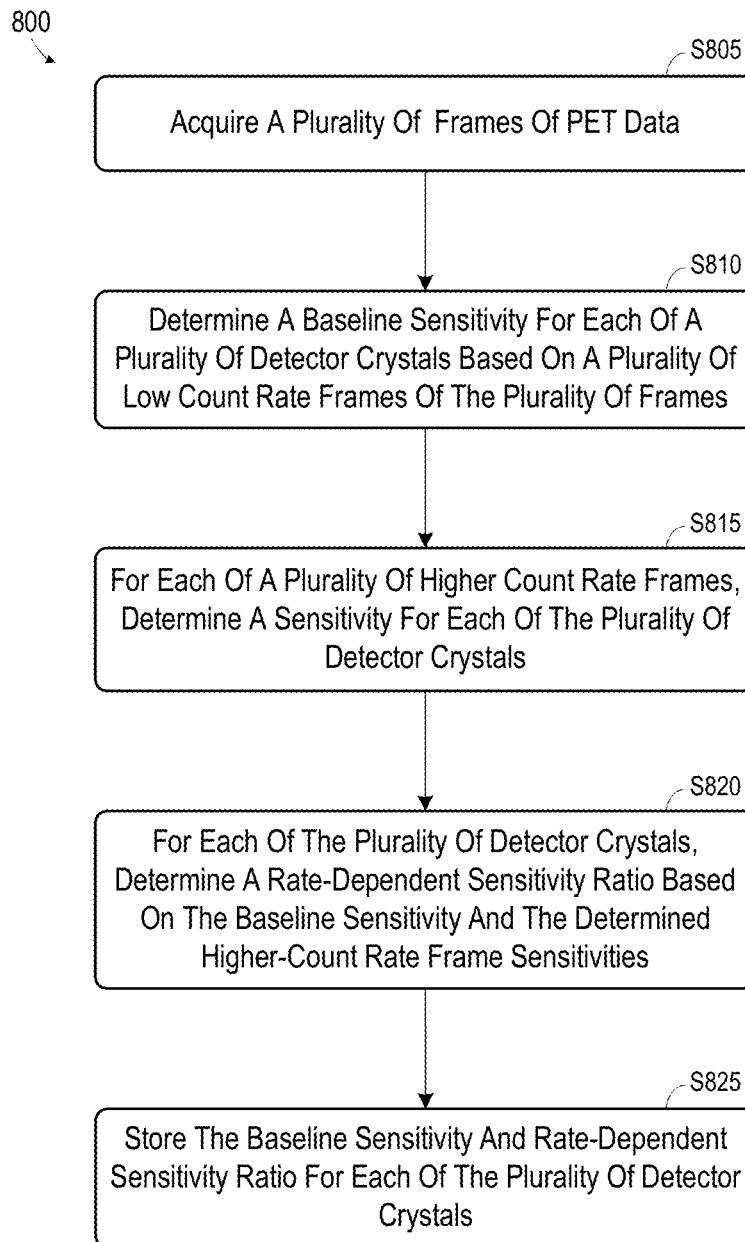 800
S805
Acquire A Plurality Of Frames Of PET Data
S810
Determine A Baseline Sensitivity For Each Of A
Plurality Of Detector Crystals Based On A Plurality Of
Low Count Rate Frames Of The Plurality Of Frames
S815
For Each Of A Plurality Of Higher Count Rate Frames,
Determine A Sensitivity For Each Of The Plurality Of
Detector Crystals
S820
For Each Of The Plurality Of Detector Crystals,
Determine A Rate-Dependent Sensitivity Ratio Based
On The Baseline Sensitivity And The Determined
Higher-Count Rate Frame Sensitivities
S825
Store The Baseline Sensitivity And Rate-Dependent
Sensitivity Ratio For Each Of The Plurality Of Detector
Crystals